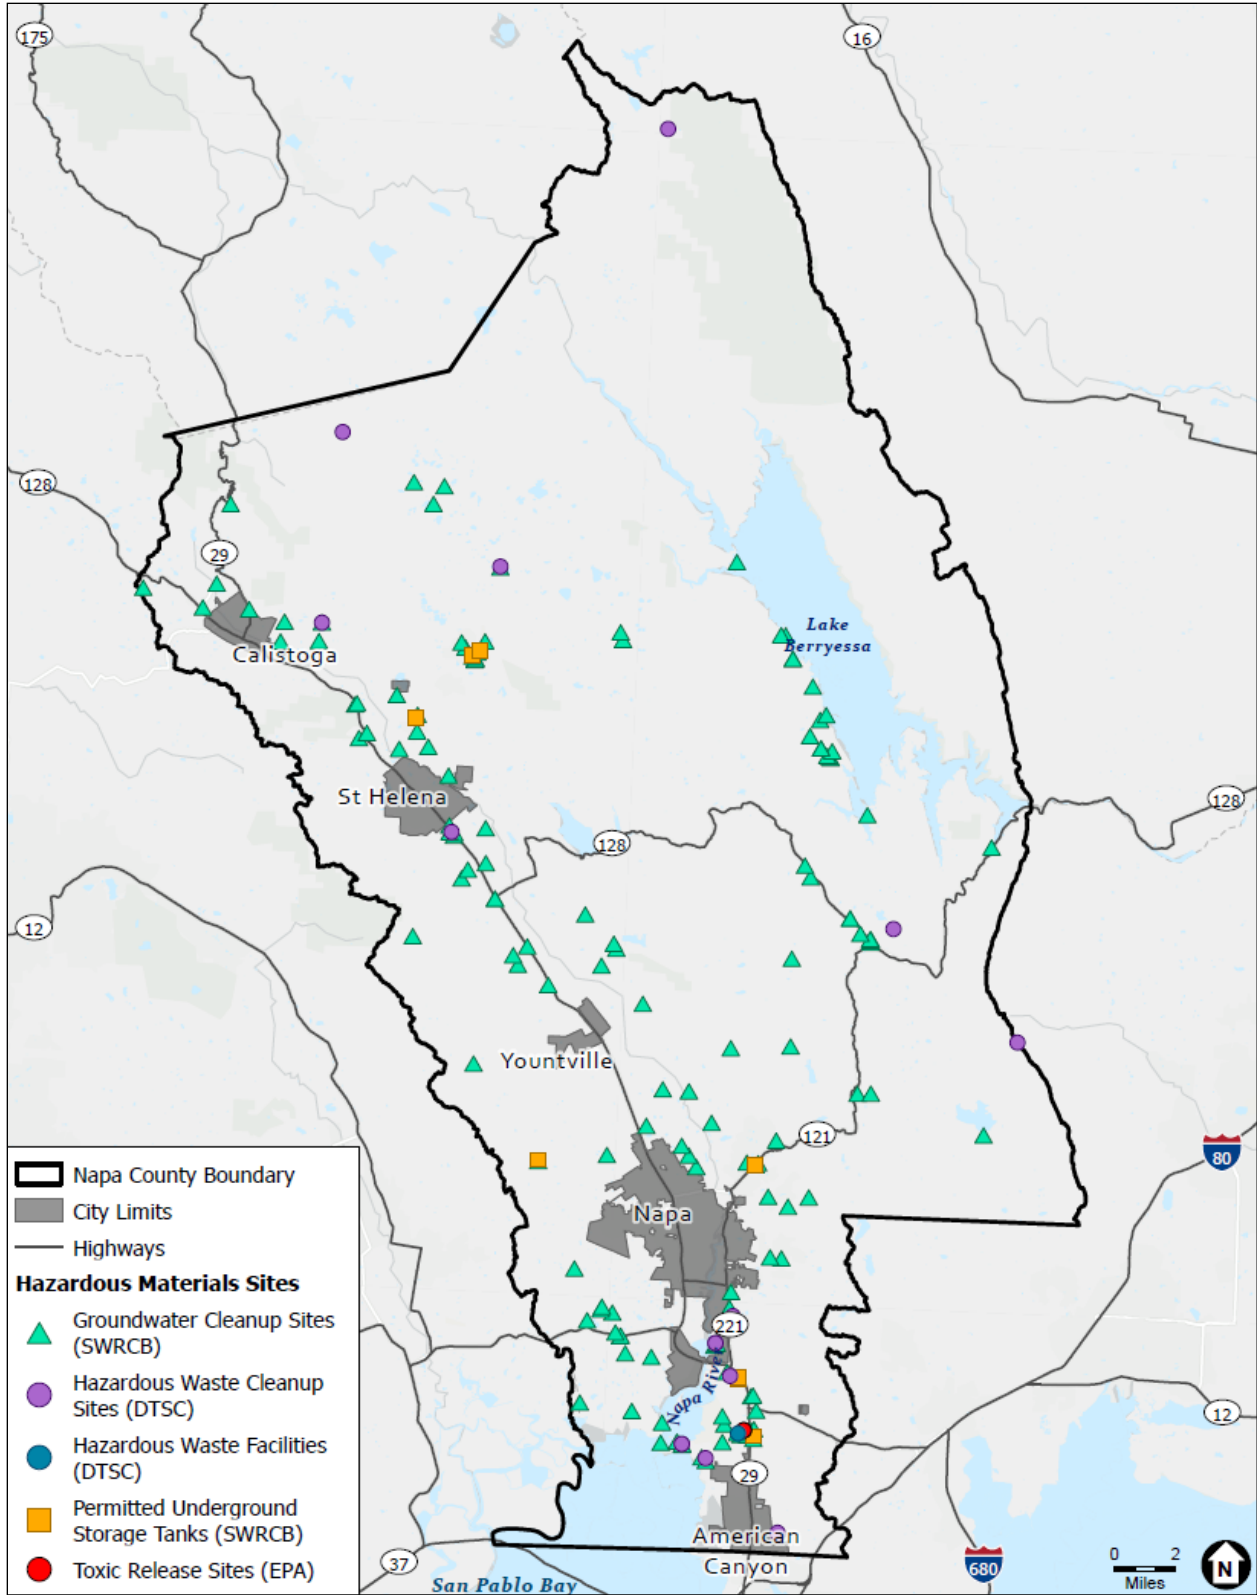 175
16
128
29
Calistoga
Lake
Berryessa
St Helena
128
128
12
Yountville
121
80
Napa
221
Napa River
12
29
American
Canyon
37
680
San Pablo Bay
Napa County Boundary
City Limits
Highways
Hazardous Materials Sites
Groundwater Cleanup Sites
(SWRCB)
Hazardous Waste Cleanup
Sites (DTSC)
Hazardous Waste Facilities
(DTSC)
Permitted Underground
Storage Tanks (SWRCB)
Toxic Release Sites (EPA)
0 2
Miles
N